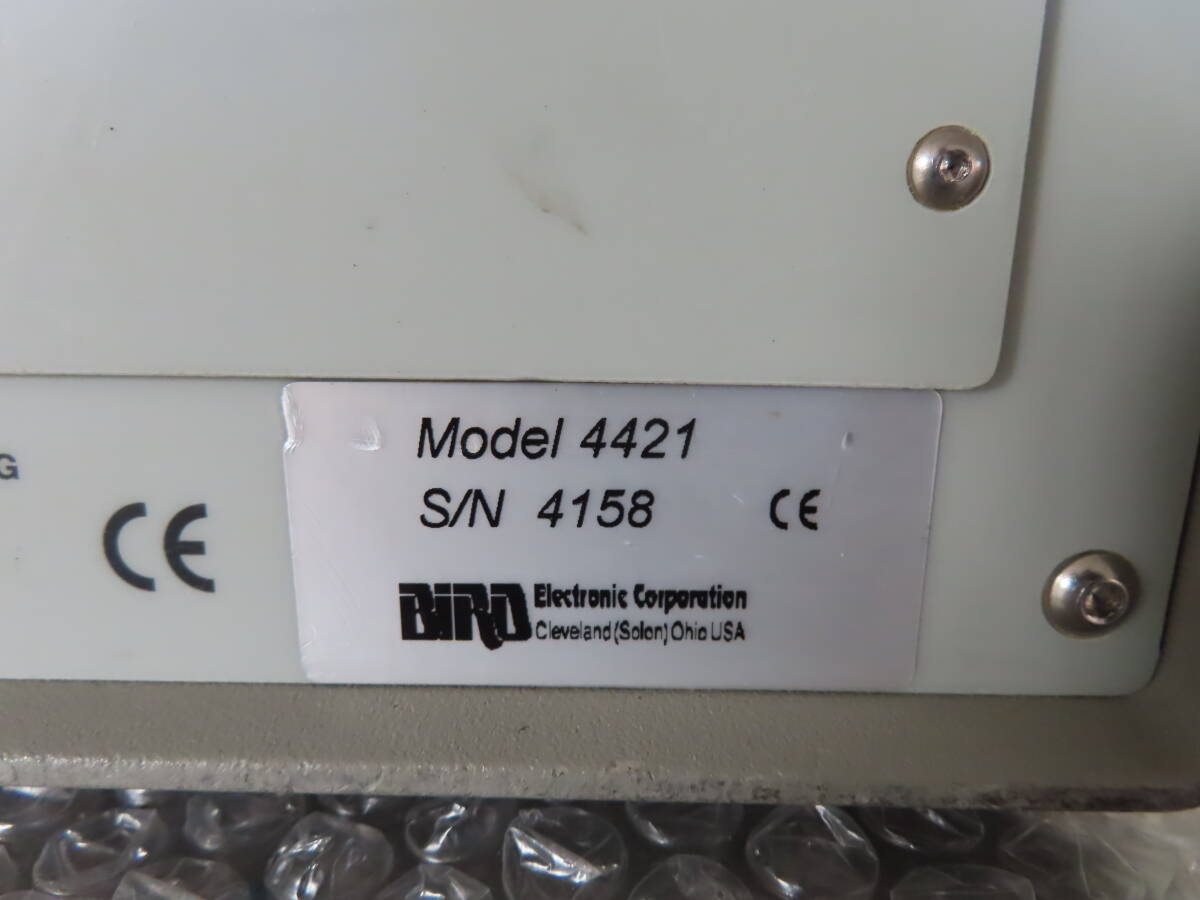 G
CE
Model 4421
S/N 4158 CE
BIRD Electronic Corporation
Cleveland (Solon) Ohio USA